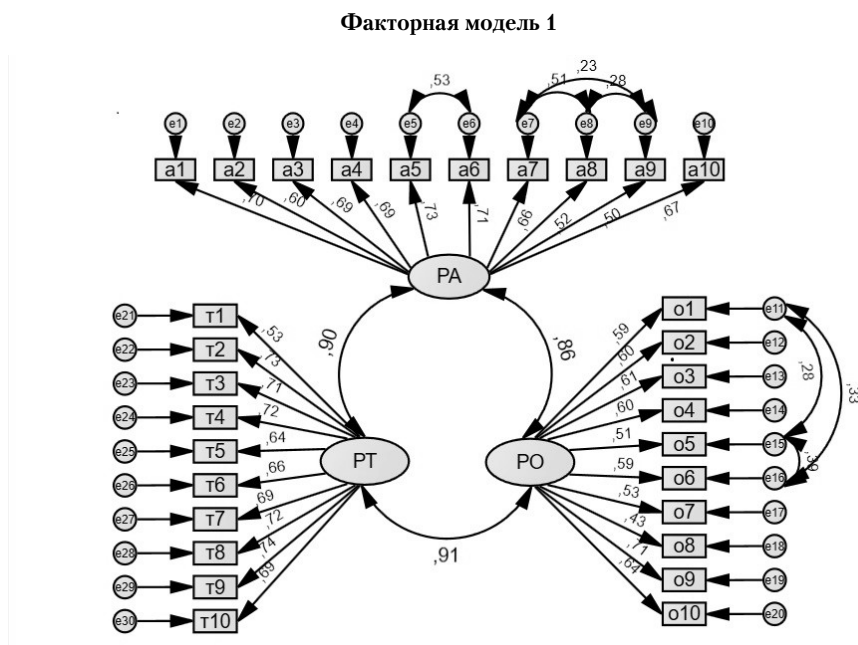 Факторная модель 1
,23
,53 ,51 ,28
e1 e2 e3 e4 e5 e6 e7 e8 e9 e10
a1 a2 a3 a4 a5 a6 a7 a8 a9 a10
,70 ,60 ,69 ,69 ,73 ,71 ,66 ,52 ,50 ,67
PA
,90 ,86
e21 т1 ,53
e22 т2 ,73
e23 т3 ,71
e24 т4 ,72
e25 т5 ,64
e26 т6 ,66
e27 т7 69
e28 т8 ,72
e29 т9 ,74
e30 т10 ,69
PT PO
,59 o1 e11
,60 o2 e12
,61 o3 e13
,60 o4 e14
,51 o5 e15
,59 o6 e16
,53 o7 e17
,43 o8 e18
,71 o9 e19
,64 o10 e20
,28 ,33
,39
,91